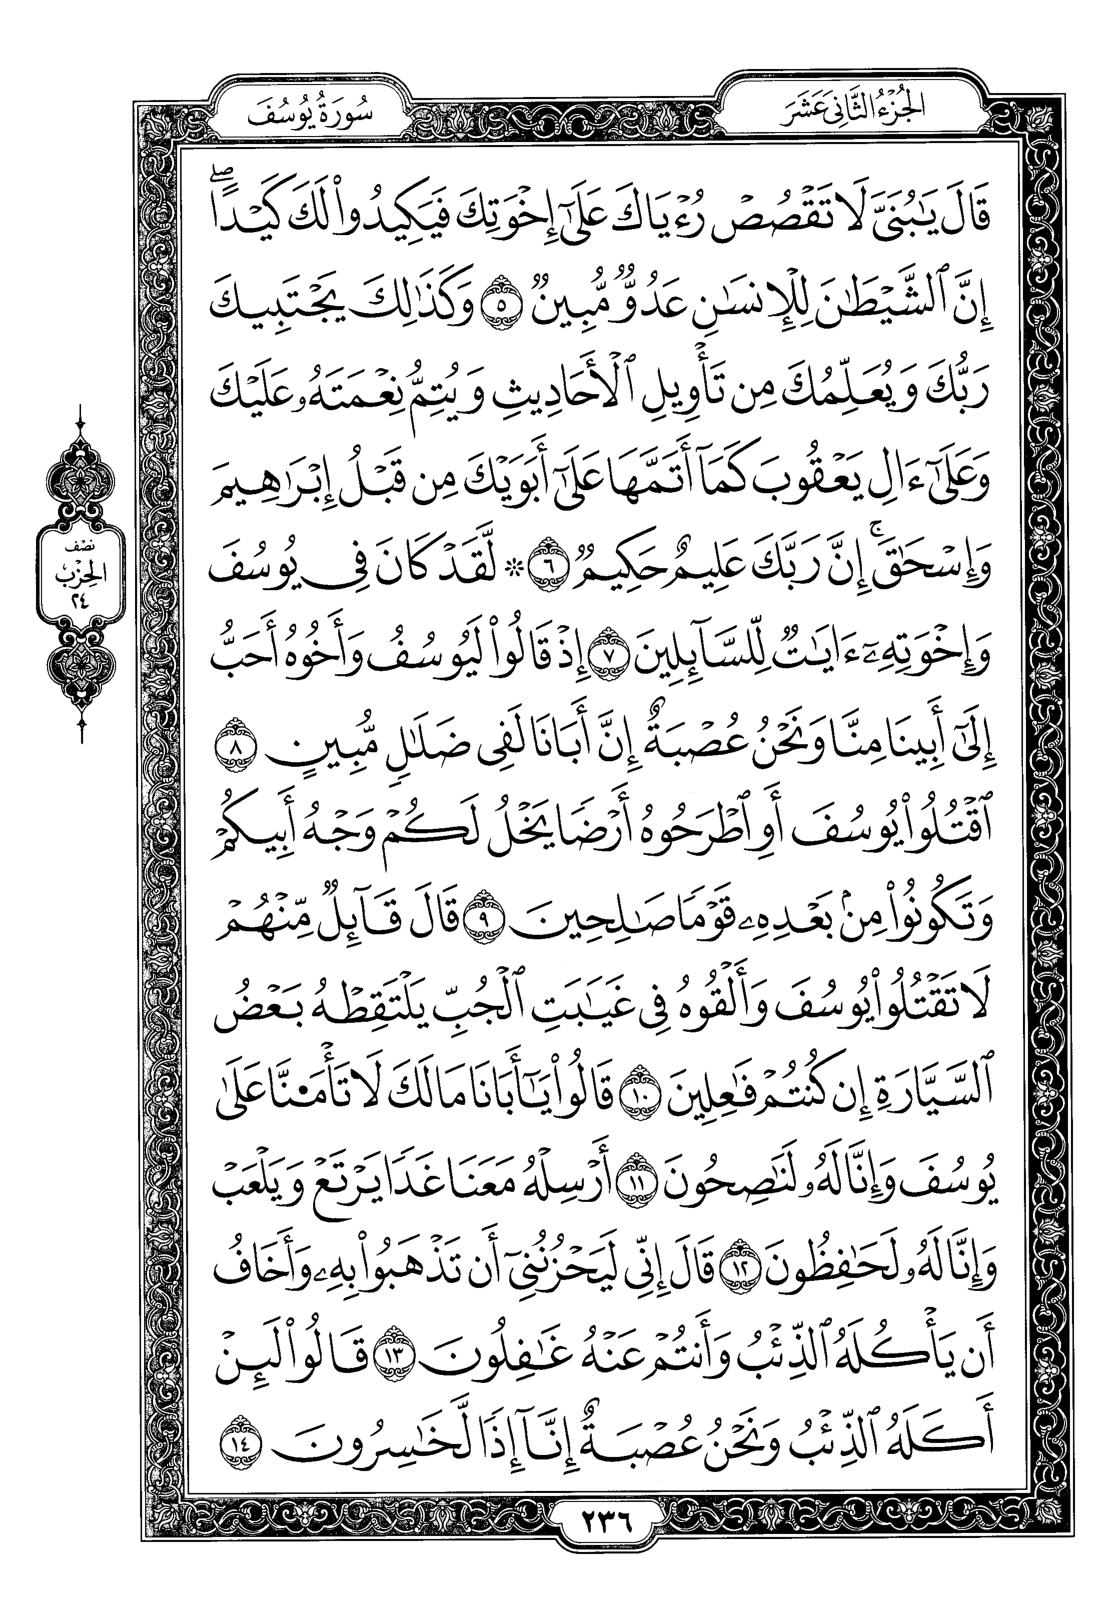 الجُزْءُ الثَّانِى عَشَرَ
سُورَةُ يُوسُفَ
قَالَ يَـٰبُنَىَّ لَا تَقْصُصْ رُءْيَاكَ عَلَىٰٓ إِخْوَتِكَ فَيَكِيدُوا۟ لَكَ كَيْدًا ۖ
إِنَّ ٱلشَّيْطَـٰنَ لِلْإِنسَـٰنِ عَدُوٌّ مُّبِينٌ ٥ وَكَذَٰلِكَ يَجْتَبِيكَ
رَبُّكَ وَيُعَلِّمُكَ مِن تَأْوِيلِ ٱلْأَحَادِيثِ وَيُتِمُّ نِعْمَتَهُۥ عَلَيْكَ
وَعَلَىٰٓ ءَالِ يَعْقُوبَ كَمَآ أَتَمَّهَا عَلَىٰٓ أَبَوَيْكَ مِن قَبْلُ إِبْرَٰهِيمَ
وَإِسْحَـٰقَ ۚ إِنَّ رَبَّكَ عَلِيمٌ حَكِيمٌ ٦ * لَّقَدْ كَانَ فِى يُوسُفَ
وَإِخْوَتِهِۦٓ ءَايَـٰتٌ لِّلسَّآئِلِينَ ٧ إِذْ قَالُوا۟ لَيُوسُفُ وَأَخُوهُ أَحَبُّ
إِلَىٰٓ أَبِينَا مِنَّا وَنَحْنُ عُصْبَةٌ إِنَّ أَبَانَا لَفِى ضَلَـٰلٍ مُّبِينٍ ٨
ٱقْتُلُوا۟ يُوسُفَ أَوِ ٱطْرَحُوهُ أَرْضًا يَخْلُ لَكُمْ وَجْهُ أَبِيكُمْ
وَتَكُونُوا۟ مِنۢ بَعْدِهِۦ قَوْمًا صَـٰلِحِينَ ٩ قَالَ قَآئِلٌ مِّنْهُمْ
لَا تَقْتُلُوا۟ يُوسُفَ وَأَلْقُوهُ فِى غَيَـٰبَتِ ٱلْجُبِّ يَلْتَقِطْهُ بَعْضُ
ٱلسَّيَّارَةِ إِن كُنتُمْ فَـٰعِلِينَ ١٠ قَالُوا۟ يَـٰٓأَبَانَا مَا لَكَ لَا تَأْمَ۫نَّا عَلَىٰ
يُوسُفَ وَإِنَّا لَهُۥ لَنَـٰصِحُونَ ١١ أَرْسِلْهُ مَعَنَا غَدًا يَرْتَعْ وَيَلْعَبْ
وَإِنَّا لَهُۥ لَحَـٰفِظُونَ ١٢ قَالَ إِنِّى لَيَحْزُنُنِىٓ أَن تَذْهَبُوا۟ بِهِۦ وَأَخَافُ
أَن يَأْكُلَهُ ٱلذِّئْبُ وَأَنتُمْ عَنْهُ غَـٰفِلُونَ ١٣ قَالُوا۟ لَئِنْ
أَكَلَهُ ٱلذِّئْبُ وَنَحْنُ عُصْبَةٌ إِنَّآ إِذًا لَّخَـٰسِرُونَ ١٤
نصْف
الحِزْب
٢٤
٢٣٦